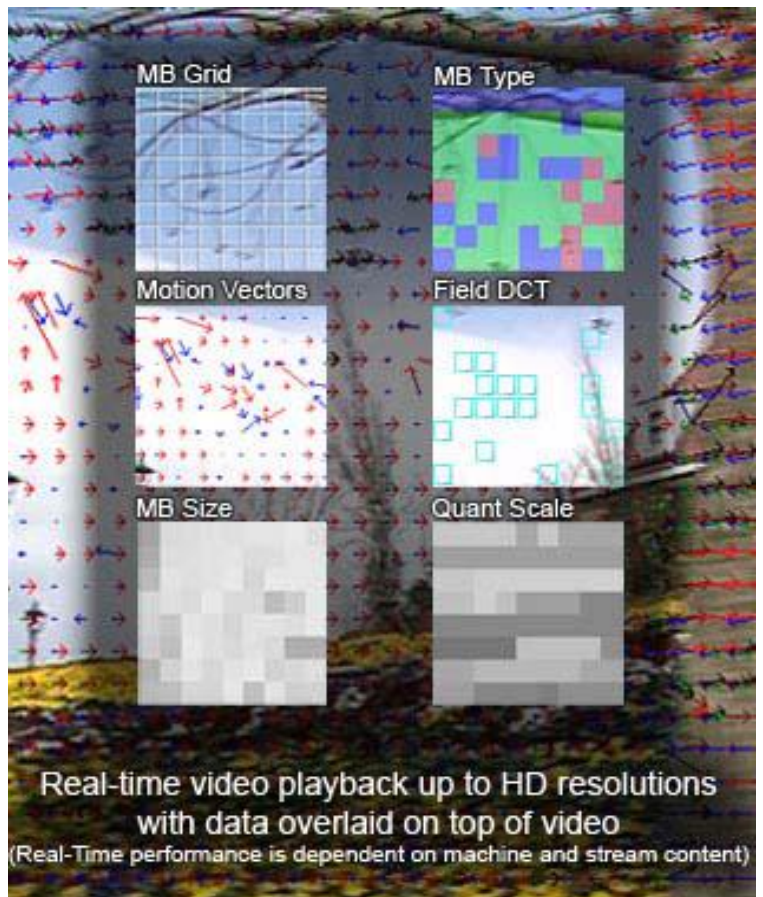 MB Grid
MB Type
Motion Vectors
Field DCT
MB Size
Quant Scale
Real-time video playback up to HD resolutions
with data overlaid on top of video
(Real-Time performance is dependent on machine and stream content)